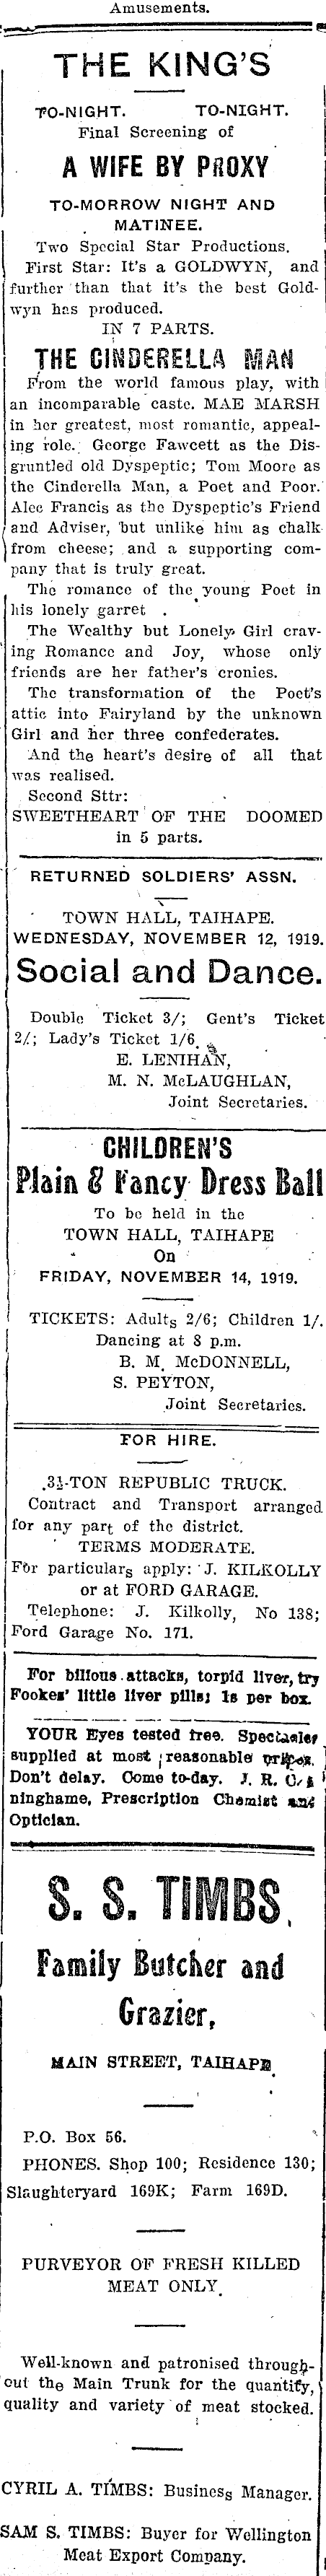 Amusements.
THE KING'S
TO-NIGHT. TO-NIGHT.
Final Screening of
A WIFE BY PROXY
TO-MORROW NIGHT AND
MATINEE.
Two Special Star Productions.
First Star: It's a GOLDWYN, and
further than that it's the best Gold-
wyn has produced.
IN 7 PARTS.
THE CINDERELLA MAN
From the world famous play, with
an incomparable caste. MAE MARSH
in her greatest, most romantic, appeal-
ing role. George Fawcett as the Dis-
gruntled old Dyspeptic; Tom Moore as
the Cinderella Man, a Poet and Poor.
Alec Francis as the Dyspeptic's Friend
and Adviser, but unlike him as chalk
from cheese; and a supporting com-
pany that is truly great.
The romance of the young Poet in
his lonely garret .
The Wealthy but Lonely Girl crav-
ing Romance and Joy, whose only
friends are her father's cronies.
The transformation of the Poet's
attic into Fairyland by the unknown
Girl and her three confederates.
And the heart's desire of all that
was realised.
Second Sttr:
SWEETHEART OF THE DOOMED
in 5 parts.
RETURNED SOLDIERS' ASSN.
TOWN HALL, TAIHAPE.
WEDNESDAY, NOVEMBER 12, 1919.
Social and Dance.
Double Ticket 3/; Gent's Ticket
2/; Lady's Ticket 1/6.
E. LENIHAN,
M. N. McLAUGHLAN,
Joint Secretaries.
CHILDREN'S
Plain & Fancy Dress Ball
To be held in the
TOWN HALL, TAIHAPE
On
FRIDAY, NOVEMBER 14, 1919.
TICKETS: Adults 2/6; Children 1/.
Dancing at 8 p.m.
B. M. McDONNELL,
S. PEYTON,
Joint Secretaries.
FOR HIRE.
3½-TON REPUBLIC TRUCK.
Contract and Transport arranged
for any part of the district.
TERMS MODERATE.
For particulars apply: J. KILKOLLY
or at FORD GARAGE.
Telephone: J. Kilkolly, No 138;
Ford Garage No. 171.
For bilious attacks, torpid liver, try
Fookes' little liver pills; 1s per box.
YOUR Eyes tested free. Spectacles
supplied at most reasonable prices.
Don't delay. Come to-day. J. R.
ninghame, Prescription Chemist and
Optician.
S. S. TIMBS,
Family Butcher and
Grazier,
MAIN STREET, TAIHAPE.
P.O. Box 56.
PHONES. Shop 100; Residence 130;
Slaughteryard 169K; Farm 169D.
PURVEYOR OF FRESH KILLED
MEAT ONLY.
Well-known and patronised through-
out the Main Trunk for the quantity,
quality and variety of meat stocked.
CYRIL A. TIMBS: Business Manager.
SAM S. TIMBS: Buyer for Wellington
Meat Export Company.